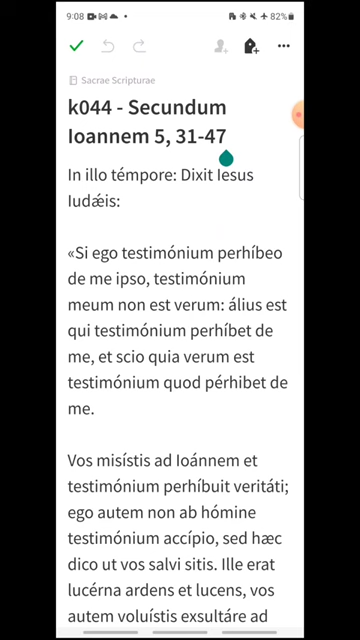 9:08
82%
Sacrae Scripturae
k044 - Secundum
Ioannem 5, 31-47
In illo témpore: Dixit Iesus
Iudǽis:
«Si ego testimónium perhíbeo
de me ipso, testimónium
meum non est verum: álius est
qui testimónium perhíbet de
me, et scio quia verum est
testimónium quod pérhibet de
me.
Vos misístis ad Ioánnem et
testimónium perhíbuit veritáti;
ego autem non ab hómine
testimónium accípio, sed hæc
dico ut vos salvi sitis. Ille erat
lucérna ardens et lucens, vos
autem voluístis exsultáre ad